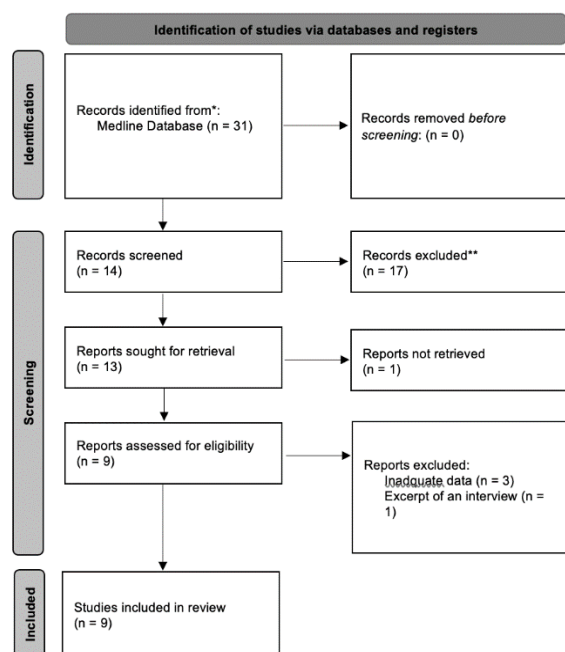 Identification of studies via databases and registers
Identification
Records identified from*:
Medline Database (n = 31)
Records removed before
screening: (n = 0)
Screening
Records screened
(n = 14)
Records excluded**
(n = 17)
Reports sought for retrieval
(n = 13)
Reports not retrieved
(n = 1)
Reports assessed for eligibility
(n = 9)
Reports excluded:
Inadquate data (n = 3)
Excerpt of an interview (n =
1)
Included
Studies included in review
(n = 9)